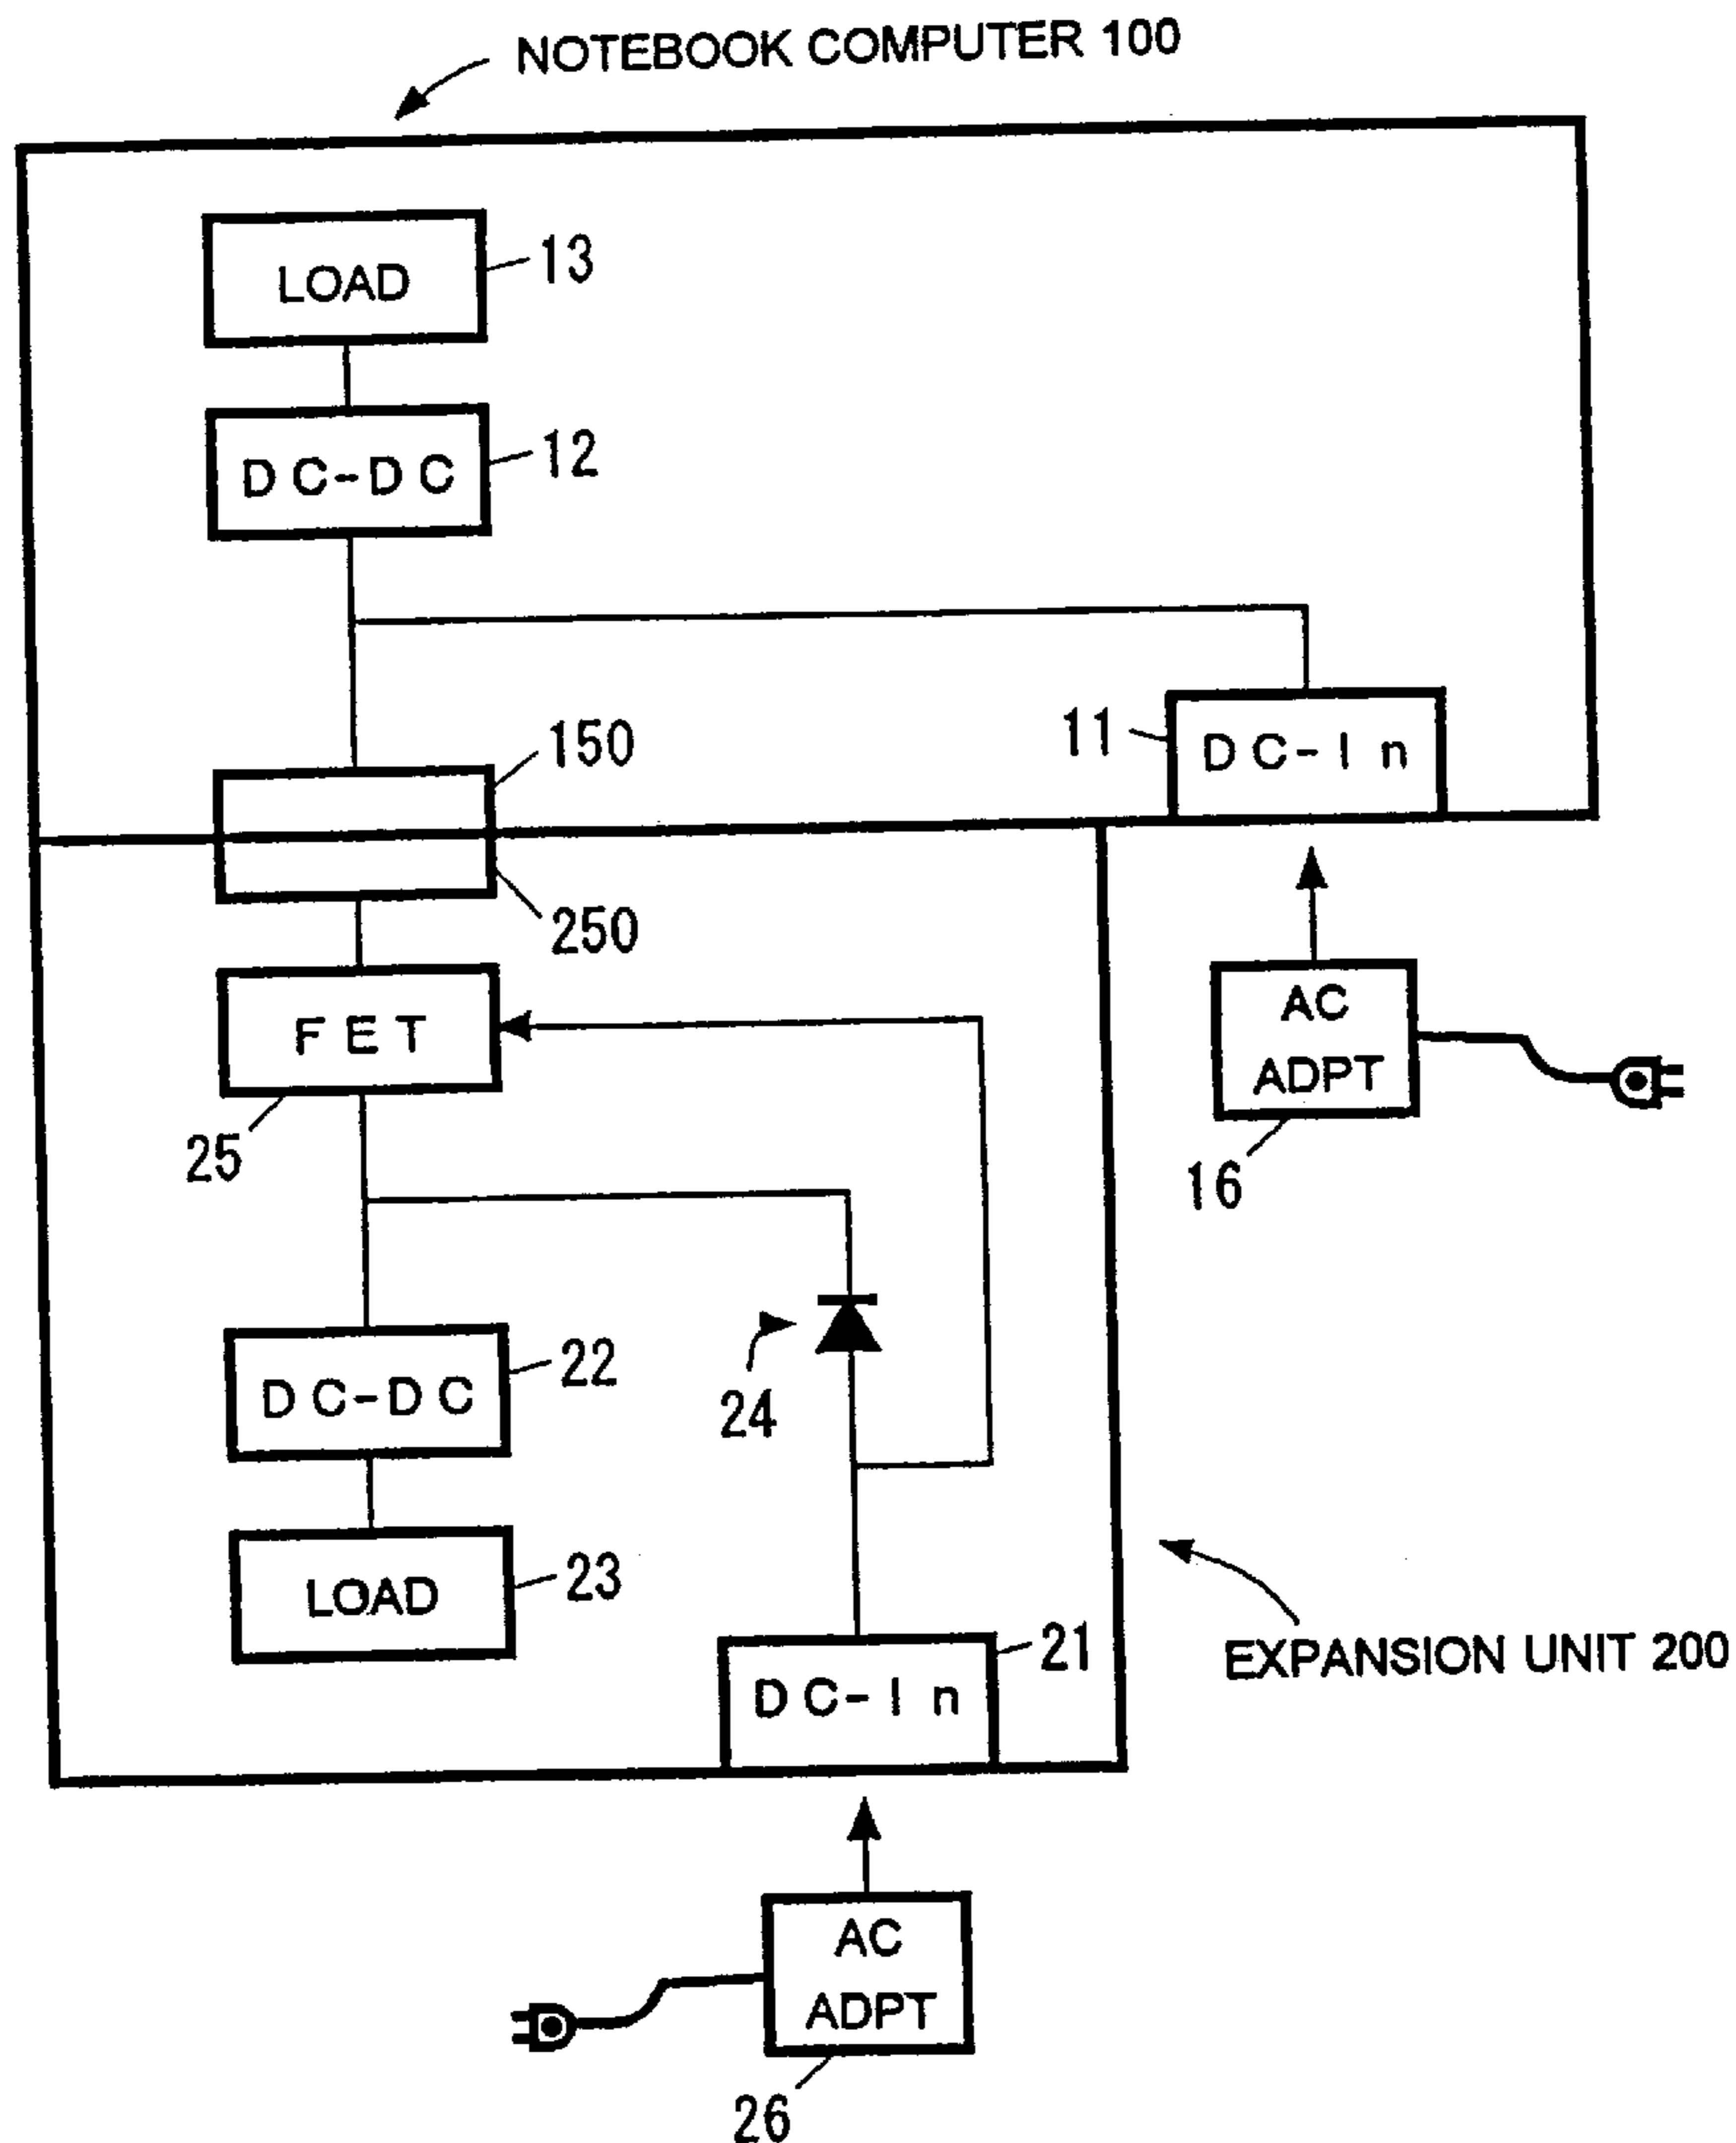 NOTEBOOK COMPUTER 100
LOAD
13
DC-DC
12
150
11
DC-In
250
FET
25
AC
ADPT
16
22
DC-DC
24
LOAD
23
21
DC-In
EXPANSION UNIT 200
AC
ADPT
26